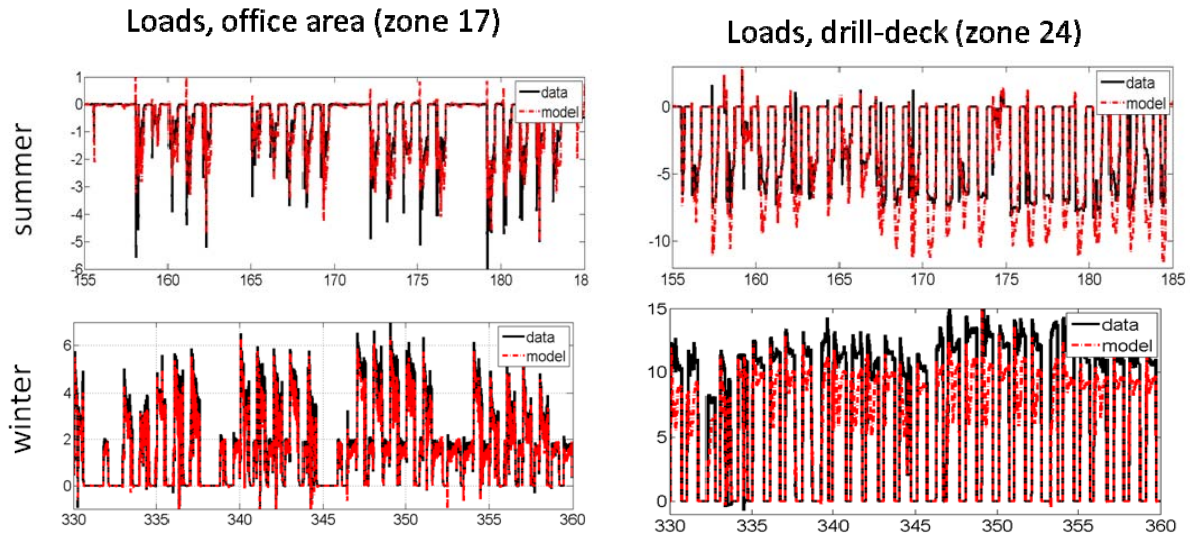 Loads, office area (zone 17)
Loads, drill-deck (zone 24)
summer
1
0
-1
-2
-3
-4
-5
-6
data
model
155 160 165 170 175 180 18
0
-5
-10
data
model
155 160 165 170 175 180 185
winter
6
4
2
0
data
model
330 335 340 345 350 355 360
15
10
5
0
data
model
330 335 340 345 350 355 360